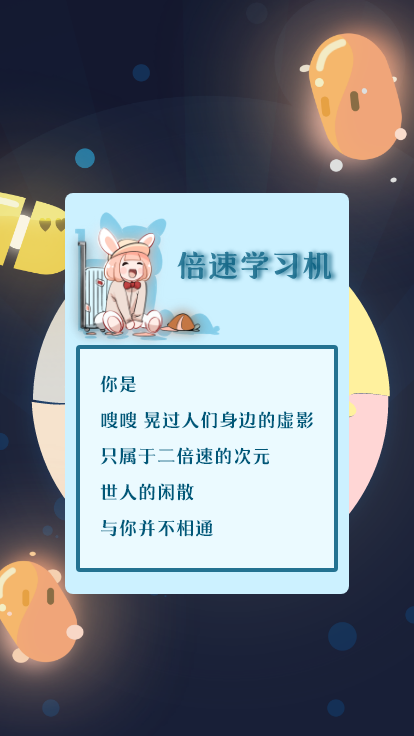 倍速学习机
你是
嗖嗖 晃过人们身边的虚影
只属于二倍速的次元
世人的闲散
与你并不相通